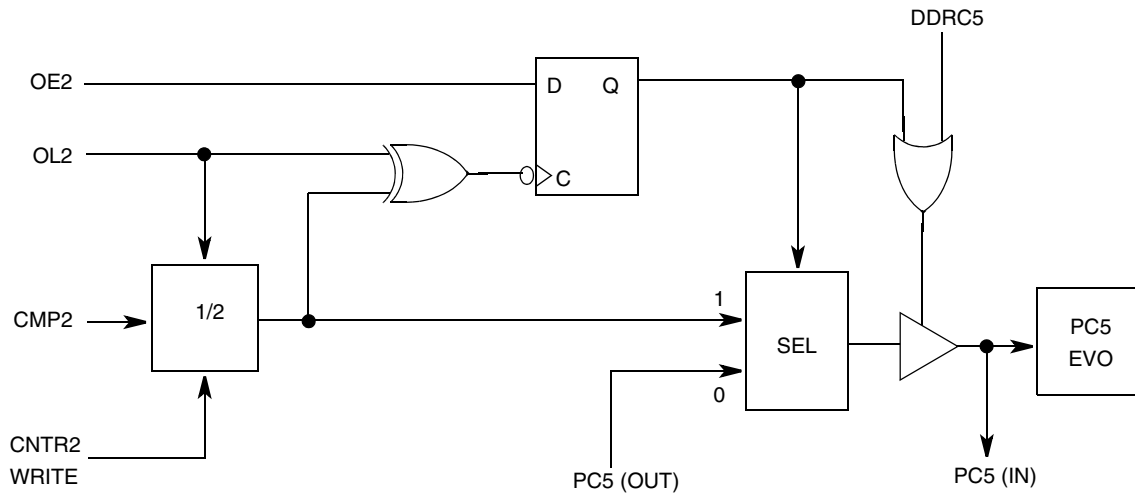 DDRC5
OE2
D Q
OL2
C
CMP2
1/2
1
SEL
0
PC5
EVO
CNTR2
WRITE
PC5 (OUT)
PC5 (IN)